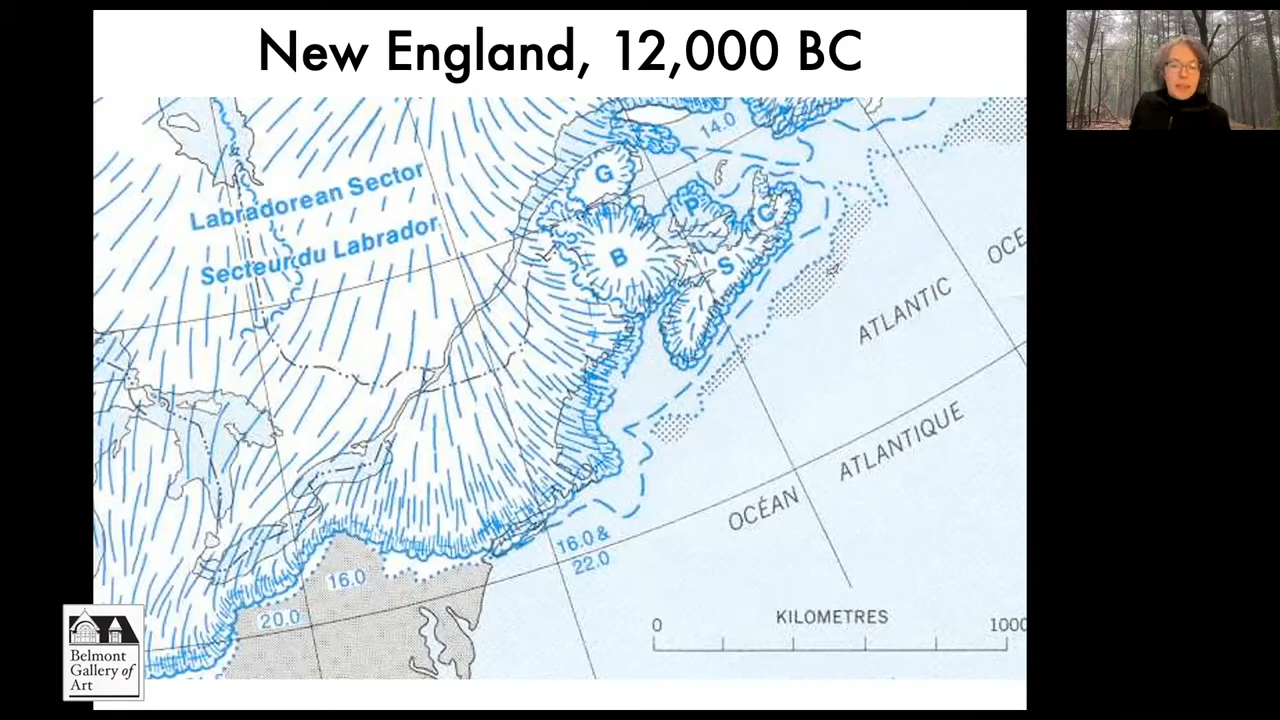 New England, 12,000 BC
14.0
G
Labradorean Sector
P
C
Secteur du Labrador
B
S
OCE
ATLANTIC
ATLANTIQUE
OCÉAN
16.0 &
22.0
16.0
20.0
KILOMETRES
0
1000
Belmont
Gallery of
Art